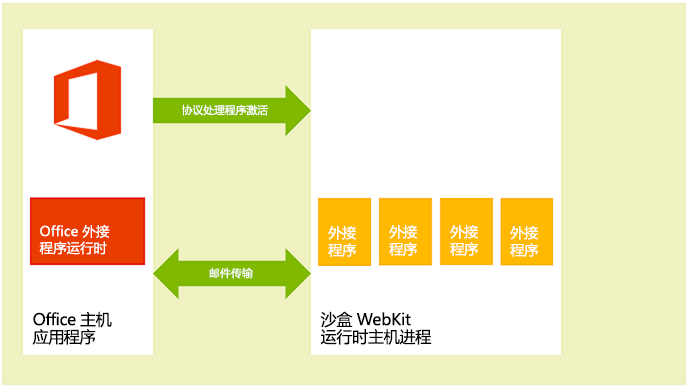 协议处理程序激活
Office 外接
程序运行时
外接
程序
外接
程序
外接
程序
外接
程序
邮件传输
Office 主机
应用程序
沙盒 WebKit
运行时主机进程